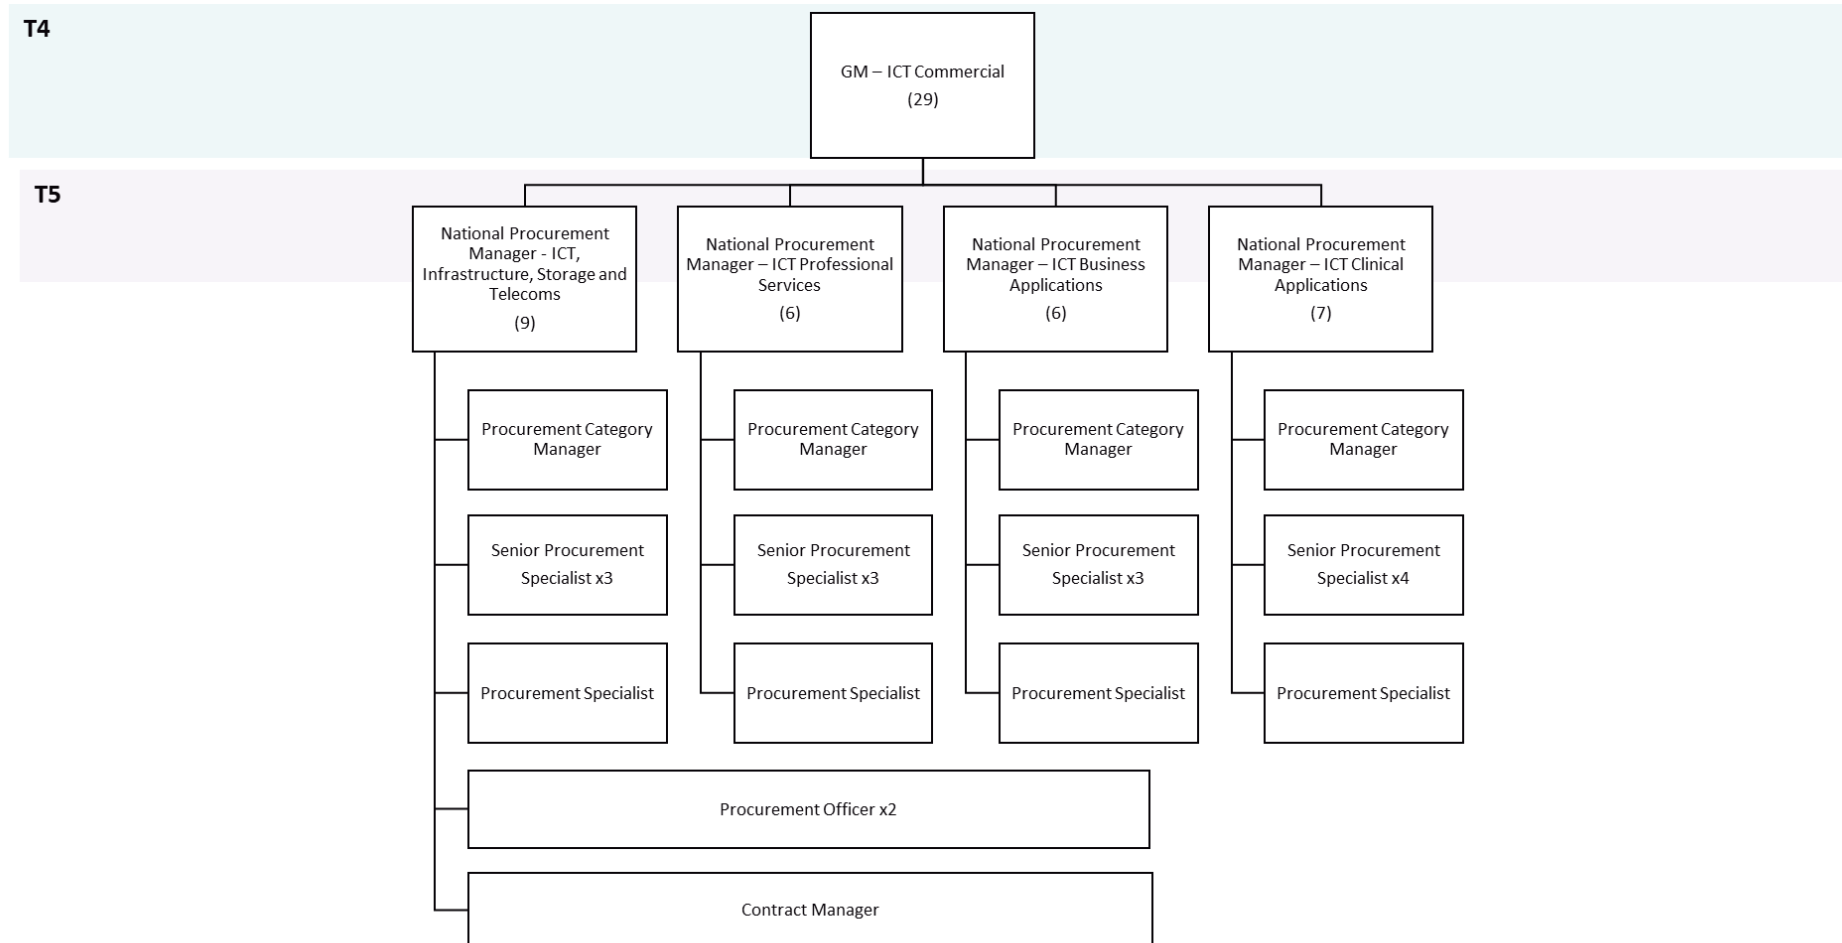 T4
GM – ICT Commercial
(29)
T5
National Procurement
Manager - ICT,
Infrastructure, Storage and
Telecoms
(9)
National Procurement
Manager – ICT Professional
Services
(6)
National Procurement
Manager – ICT Business
Applications
(6)
National Procurement
Manager – ICT Clinical
Applications
(7)
Procurement Category
Manager
Procurement Category
Manager
Procurement Category
Manager
Procurement Category
Manager
Senior Procurement
Specialist x3
Senior Procurement
Specialist x3
Senior Procurement
Specialist x3
Senior Procurement
Specialist x4
Procurement Specialist
Procurement Specialist
Procurement Specialist
Procurement Specialist
Procurement Officer x2
Contract Manager